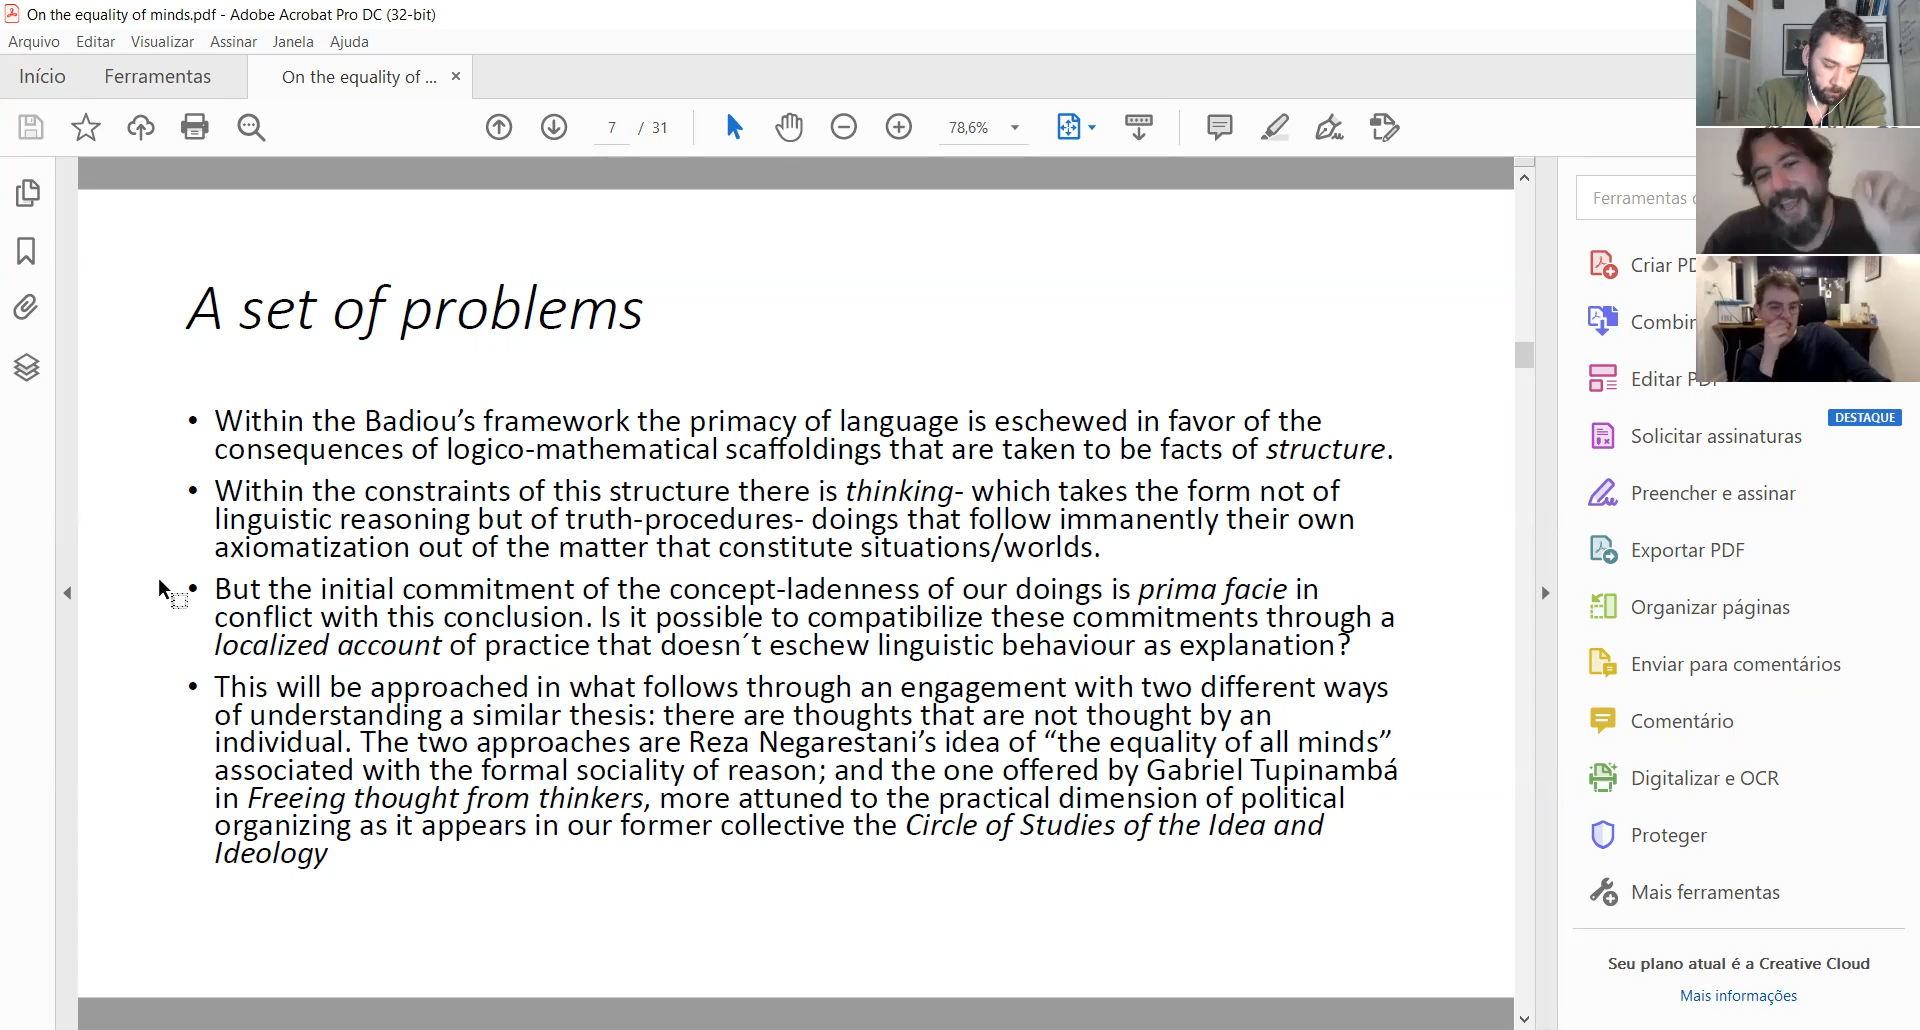 On the equality of minds.pdf - Adobe Acrobat Pro DC (32-bit)
Arquivo Editar Visualizar Assinar Janela Ajuda
Início Ferramentas On the equality of ... ×
7 / 31 78,6%
Ferramentas
A set of problems
• Within the Badiou’s framework the primacy of language is eschewed in favor of the
consequences of logico-mathematical scaffoldings that are taken to be facts of structure.
• Within the constraints of this structure there is thinking- which takes the form not of
linguistic reasoning but of truth-procedures- doings that follow immanently their own
axiomatization out of the matter that constitute situations/worlds.
• But the initial commitment of the concept-ladenness of our doings is prima facie in
conflict with this conclusion. Is it possible to compatibilize these commitments through a
localized account of practice that doesn´t eschew linguistic behaviour as explanation?
• This will be approached in what follows through an engagement with two different ways
of understanding a similar thesis: there are thoughts that are not thought by an
individual. The two approaches are Reza Negarestani’s idea of “the equality of all minds”
associated with the formal sociality of reason; and the one offered by Gabriel Tupinambá
in Freeing thought from thinkers, more attuned to the practical dimension of political
organizing as it appears in our former collective the Circle of Studies of the Idea and
Ideology
Criar
Editar
DESTAQUE
Solicitar assinaturas
Preencher e assinar
Exportar PDF
Organizar páginas
Enviar para comentários
Comentário
Digitalizar e OCR
Proteger
Mais ferramentas
Seu plano atual é a Creative Cloud
Mais informações